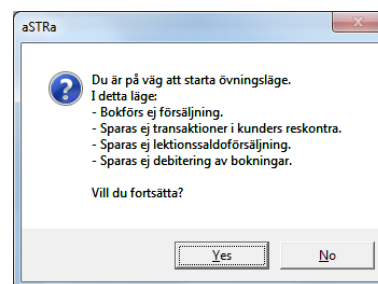 aSTRa
Du är på väg att starta övningsläge.
I detta läge:
- Bokförs ej försäljning.
- Sparas ej transaktioner i kunders reskontra.
- Sparas ej lektionssaldoförsäljning.
- Sparas ej debitering av bokningar.
Vill du fortsätta?
Yes No